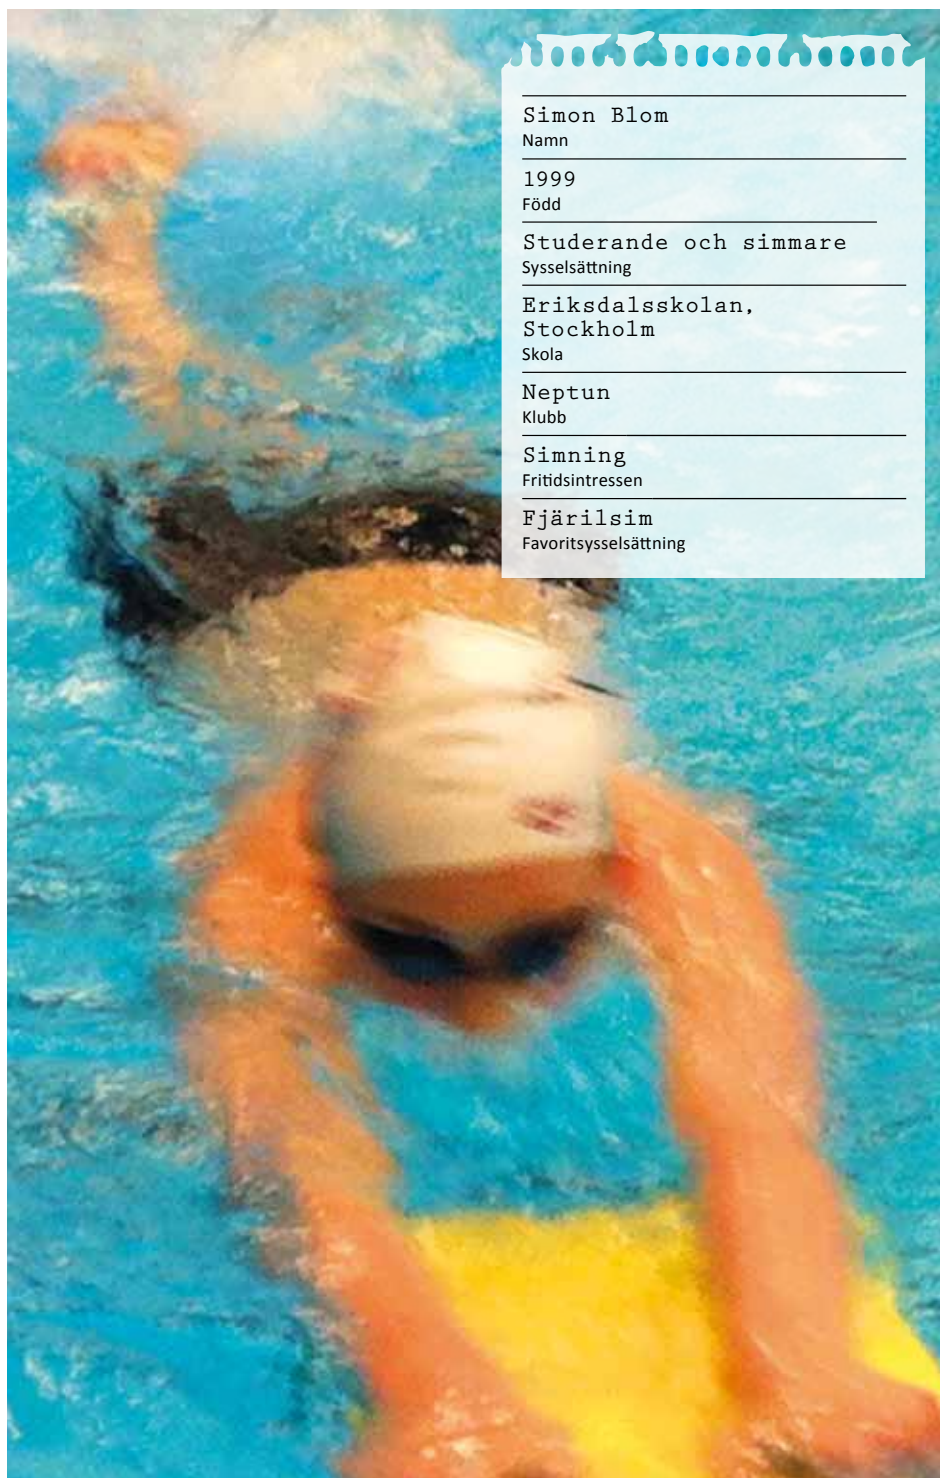 Simon Blom
Namn
1999
Född
Studerande och simmare
Sysselsättning
Eriksdalsskolan,
Stockholm
Skola
Neptun
Klubb
Simning
Fritidsintressen
Fjärilsim
Favoritsysselsättning